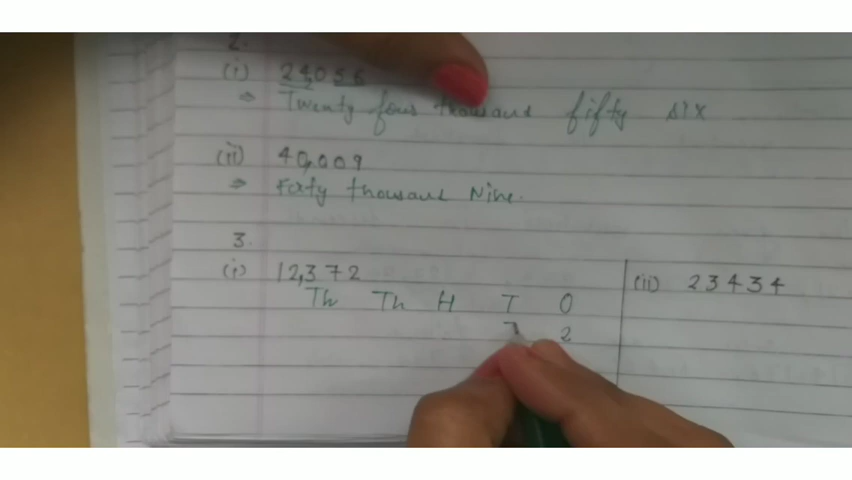 2.
(i) 24,056
⇒ Twenty four thousand fifty six
(ii) 40,009
⇒ Forty thousand Nine.
3.
(i) 12,372
Th Th H T O
7 2
(ii) 23434